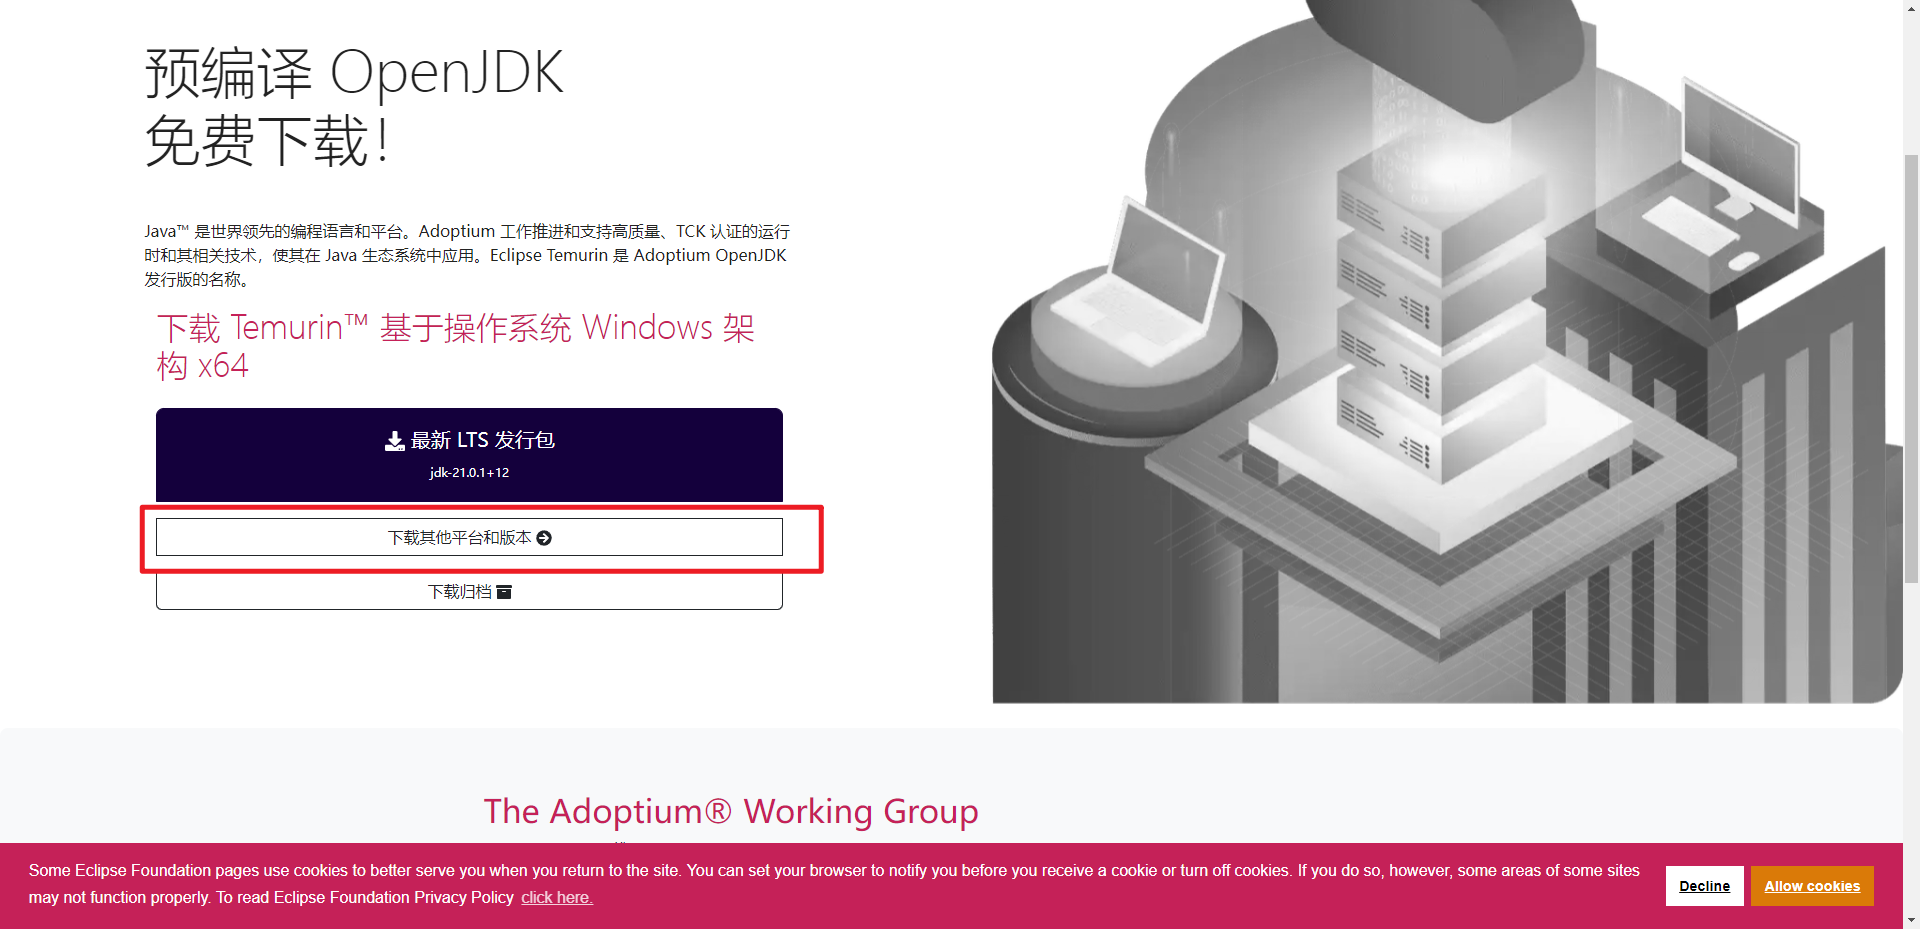 预编译 OpenJDK
免费下载！
Java™ 是世界领先的编程语言和平台。Adoptium 工作推进和支持高质量、TCK 认证的运行
时和其相关技术，使其在 Java 生态系统中应用。Eclipse Temurin 是 Adoptium OpenJDK
发行版的名称。
下载 Temurin™ 基于操作系统 Windows 架
构 x64
最新 LTS 发行包
jdk-21.0.1+12
下载其他平台和版本
下载归档
The Adoptium® Working Group
Some Eclipse Foundation pages use cookies to better serve you when you return to the site. You can set your browser to notify you before you receive a cookie or turn off cookies. If you do so, however, some areas of some sites
may not function properly. To read Eclipse Foundation Privacy Policy click here.
Decline
Allow cookies